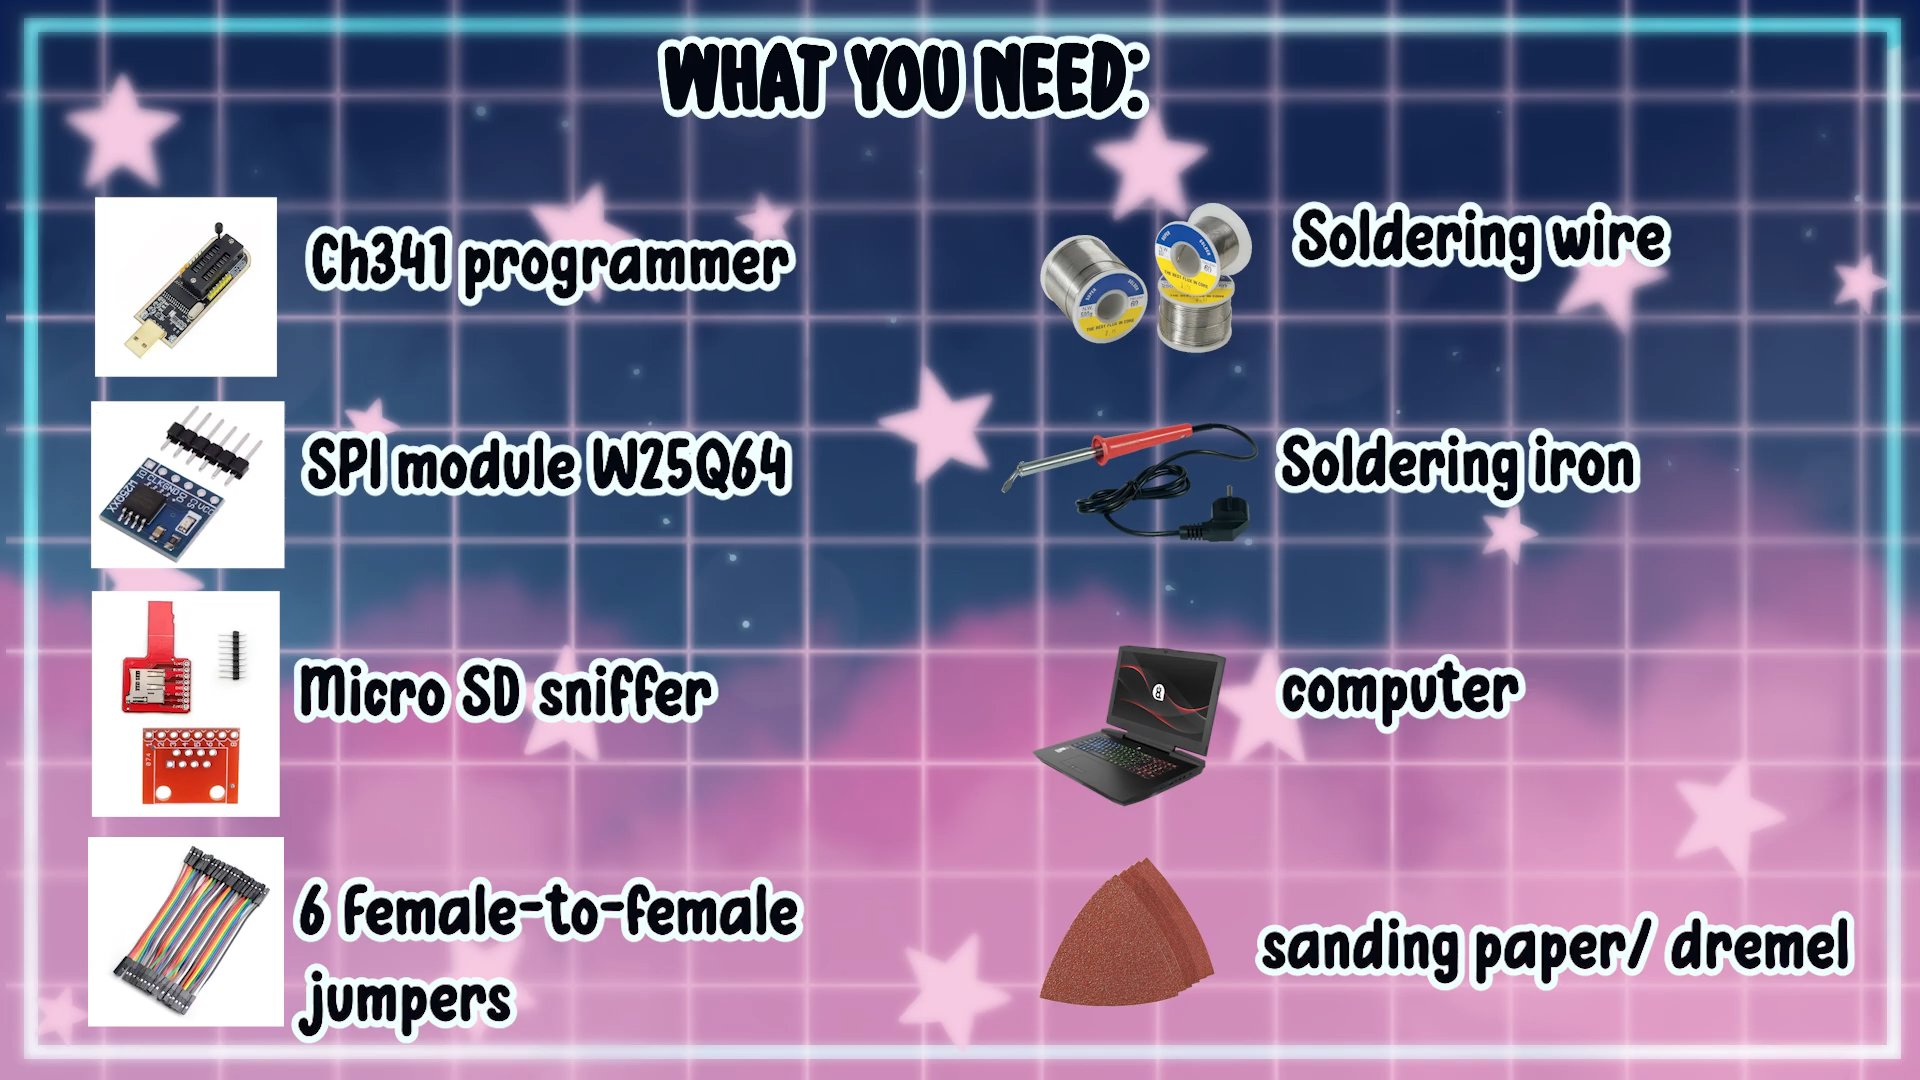 WHAT YOU NEED:
Ch341 programmer
SPI module W25Q64
Micro SD sniffer
6 Female-to-female
jumpers
Soldering wire
Soldering iron
computer
sanding paper/ dremel